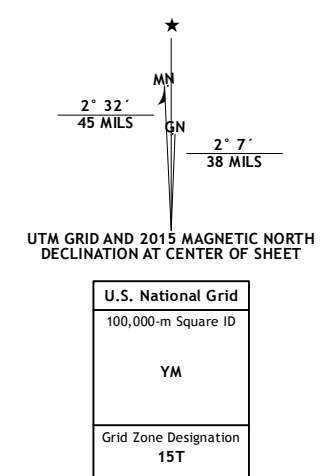 MN
2° 32´
45 MILS
GN
2° 7´
38 MILS
UTM GRID AND 2015 MAGNETIC NORTH
DECLINATION AT CENTER OF SHEET
U.S. National Grid
100,000-m Square ID
YM
Grid Zone Designation
15T